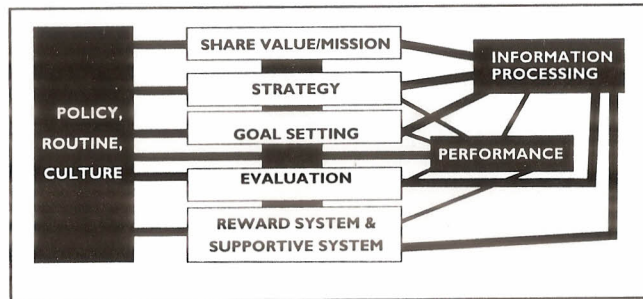 POLICY,
ROUTINE,
CULTURE
SHARE VALUE/MISSION
STRATEGY
GOAL SETTING
EVALUATION
REWARD SYSTEM &
SUPPORTIVE SYSTEM
INFORMATION
PROCESSING
PERFORMANCE